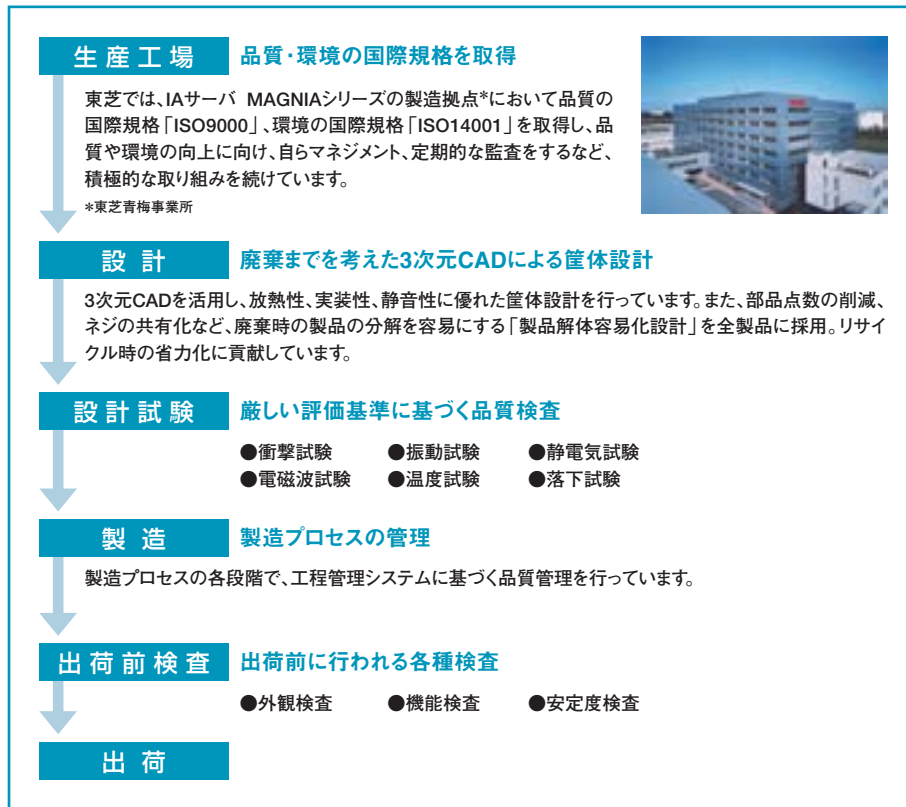 生産工場 品質・環境の国際規格を取得
東芝では、IAサーバ MAGNIAシリーズの製造拠点*において品質の
国際規格「ISO9000」、環境の国際規格「ISO14001」を取得し、品
質や環境の向上に向け、自らマネジメント、定期的な監査をするなど、
積極的な取り組みを続けています。
*東芝青梅事業所
設計 廃棄までを考えた3次元CADによる筐体設計
3次元CADを活用し、放熱性、実装性、静音性に優れた筐体設計を行っています。また、部品点数の削減、
ネジの共有化など、廃棄時の製品の分解を容易にする「製品解体容易化設計」を全製品に採用。リサイ
クル時の省力化に貢献しています。
設計試験 厳しい評価基準に基づく品質検査
●衝撃試験 ●振動試験 ●静電気試験
●電磁波試験 ●温度試験 ●落下試験
製造 製造プロセスの管理
製造プロセスの各段階で、工程管理システムに基づく品質管理を行っています。
出荷前検査 出荷前に行われる各種検査
●外観検査 ●機能検査 ●安定度検査
出荷